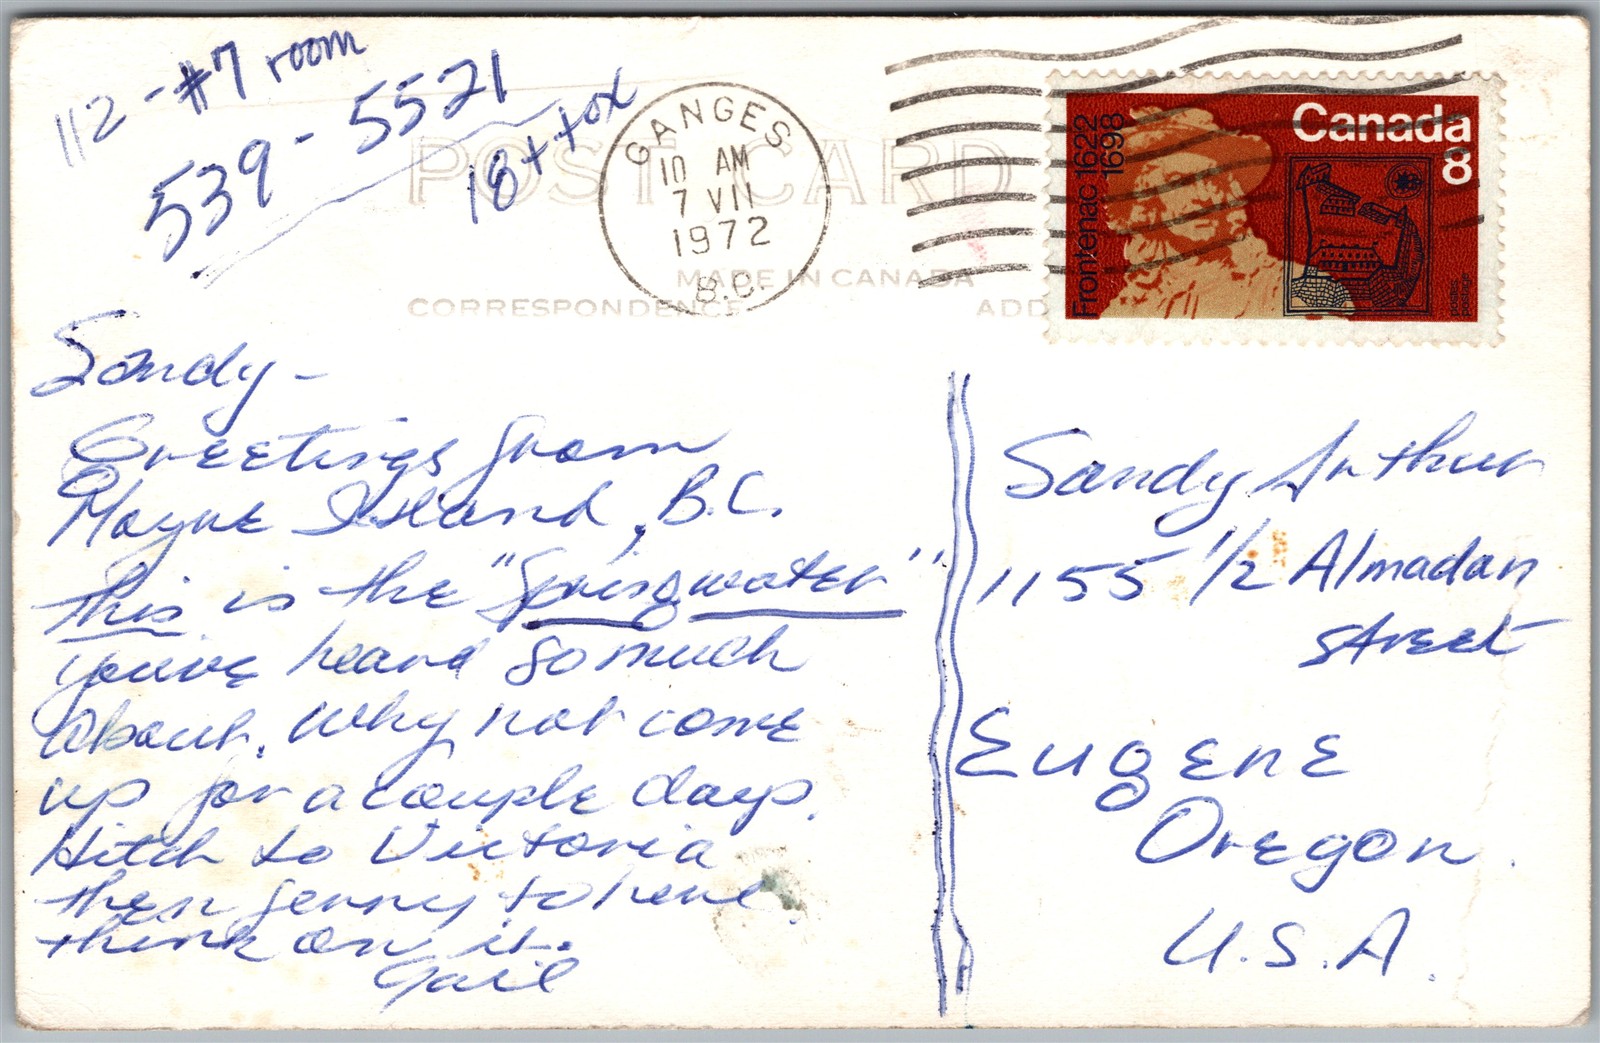 112 - #7 room
539 - 5521
18 + tax
POST CARD
GANGES
10 AM
7 VII
1972
B.C.
MADE IN CANADA
CORRESPONDENCE
ADD
Canada
8
Frontenac 1622
1698
postes
postage
Sandy -
Greetings from
Mayne Island, B.C.
This is the "Springwater"
you've heard so much
about. Why not come
up for a couple days.
Hitch to Victoria
then ferry to here.
think on it.
Gail
Sandy Arthur
1155 1/2 Almadan
street
Eugene
Oregon.
U.S.A.